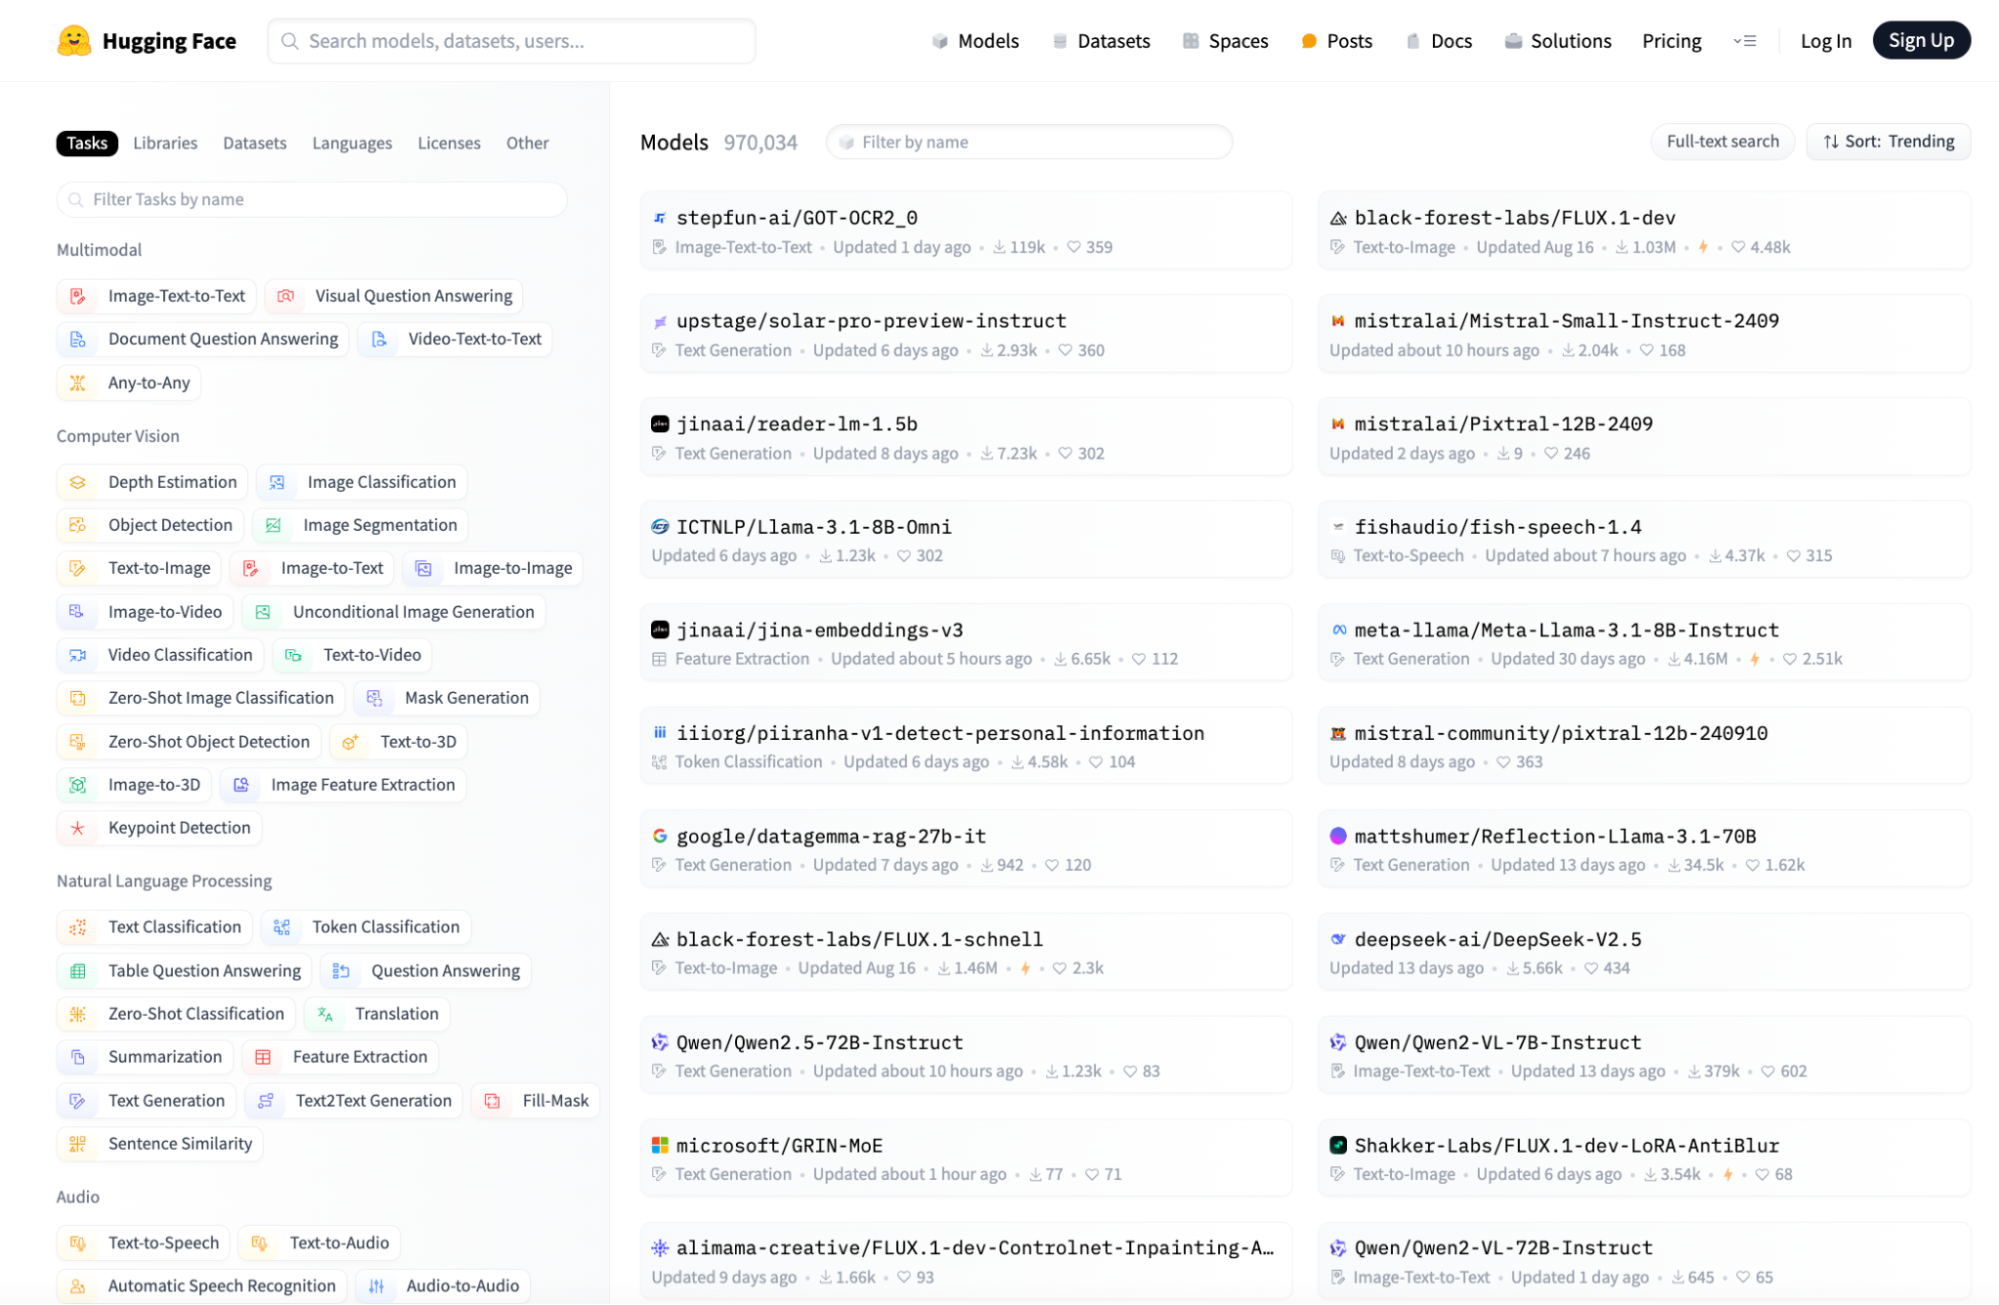 Hugging Face
Search models, datasets, users...
Models
Datasets
Spaces
Posts
Docs
Solutions
Pricing
Log In
Sign Up
Tasks
Libraries
Datasets
Languages
Licenses
Other
Filter Tasks by name
Multimodal
Image-Text-to-Text
Visual Question Answering
Document Question Answering
Video-Text-to-Text
Any-to-Any
Computer Vision
Depth Estimation
Image Classification
Object Detection
Image Segmentation
Text-to-Image
Image-to-Text
Image-to-Image
Image-to-Video
Unconditional Image Generation
Video Classification
Text-to-Video
Zero-Shot Image Classification
Mask Generation
Zero-Shot Object Detection
Text-to-3D
Image-to-3D
Image Feature Extraction
Keypoint Detection
Natural Language Processing
Text Classification
Token Classification
Table Question Answering
Question Answering
Zero-Shot Classification
Translation
Summarization
Feature Extraction
Text Generation
Text2Text Generation
Fill-Mask
Sentence Similarity
Audio
Text-to-Speech
Text-to-Audio
Automatic Speech Recognition
Audio-to-Audio
Models 970,034
Filter by name
Full-text search
Sort: Trending
stepfun-ai/GOT-OCR2_0
Image-Text-to-Text • Updated 1 day ago • 119k • 359
black-forest-labs/FLUX.1-dev
Text-to-Image • Updated Aug 16 • 1.03M • • 4.48k
upstage/solar-pro-preview-instruct
Text Generation • Updated 6 days ago • 2.93k • 360
mistralai/Mistral-Small-Instruct-2409
Updated about 10 hours ago • 2.04k • 168
jinaai/reader-lm-1.5b
Text Generation • Updated 8 days ago • 7.23k • 302
mistralai/Pixtral-12B-2409
Updated 2 days ago • 9 • 246
ICTNLP/Llama-3.1-8B-Omni
Updated 6 days ago • 1.23k • 302
fishaudio/fish-speech-1.4
Text-to-Speech • Updated about 7 hours ago • 4.37k • 315
jinaai/jina-embeddings-v3
Feature Extraction • Updated about 5 hours ago • 6.65k • 112
meta-llama/Meta-Llama-3.1-8B-Instruct
Text Generation • Updated 30 days ago • 4.16M • • 2.51k
iiiorg/piiranha-v1-detect-personal-information
Token Classification • Updated 6 days ago • 4.58k • 104
mistral-community/pixtral-12b-240910
Updated 8 days ago • 363
google/datagemma-rag-27b-it
Text Generation • Updated 7 days ago • 942 • 120
mattshumer/Reflection-Llama-3.1-70B
Text Generation • Updated 13 days ago • 34.5k • 1.62k
black-forest-labs/FLUX.1-schnell
Text-to-Image • Updated Aug 16 • 1.46M • • 2.3k
deepseek-ai/DeepSeek-V2.5
Updated 13 days ago • 5.66k • 434
Qwen/Qwen2.5-72B-Instruct
Text Generation • Updated about 10 hours ago • 1.23k • 83
Qwen/Qwen2-VL-7B-Instruct
Image-Text-to-Text • Updated 13 days ago • 379k • 602
microsoft/GRIN-MoE
Text Generation • Updated about 1 hour ago • 77 • 71
Shakker-Labs/FLUX.1-dev-LoRA-AntiBlur
Text-to-Image • Updated 6 days ago • 3.54k • • 68
alimama-creative/FLUX.1-dev-Controlnet-Inpainting-A…
Updated 9 days ago • 1.66k • 93
Qwen/Qwen2-VL-72B-Instruct
Image-Text-to-Text • Updated 1 day ago • 645 • 65